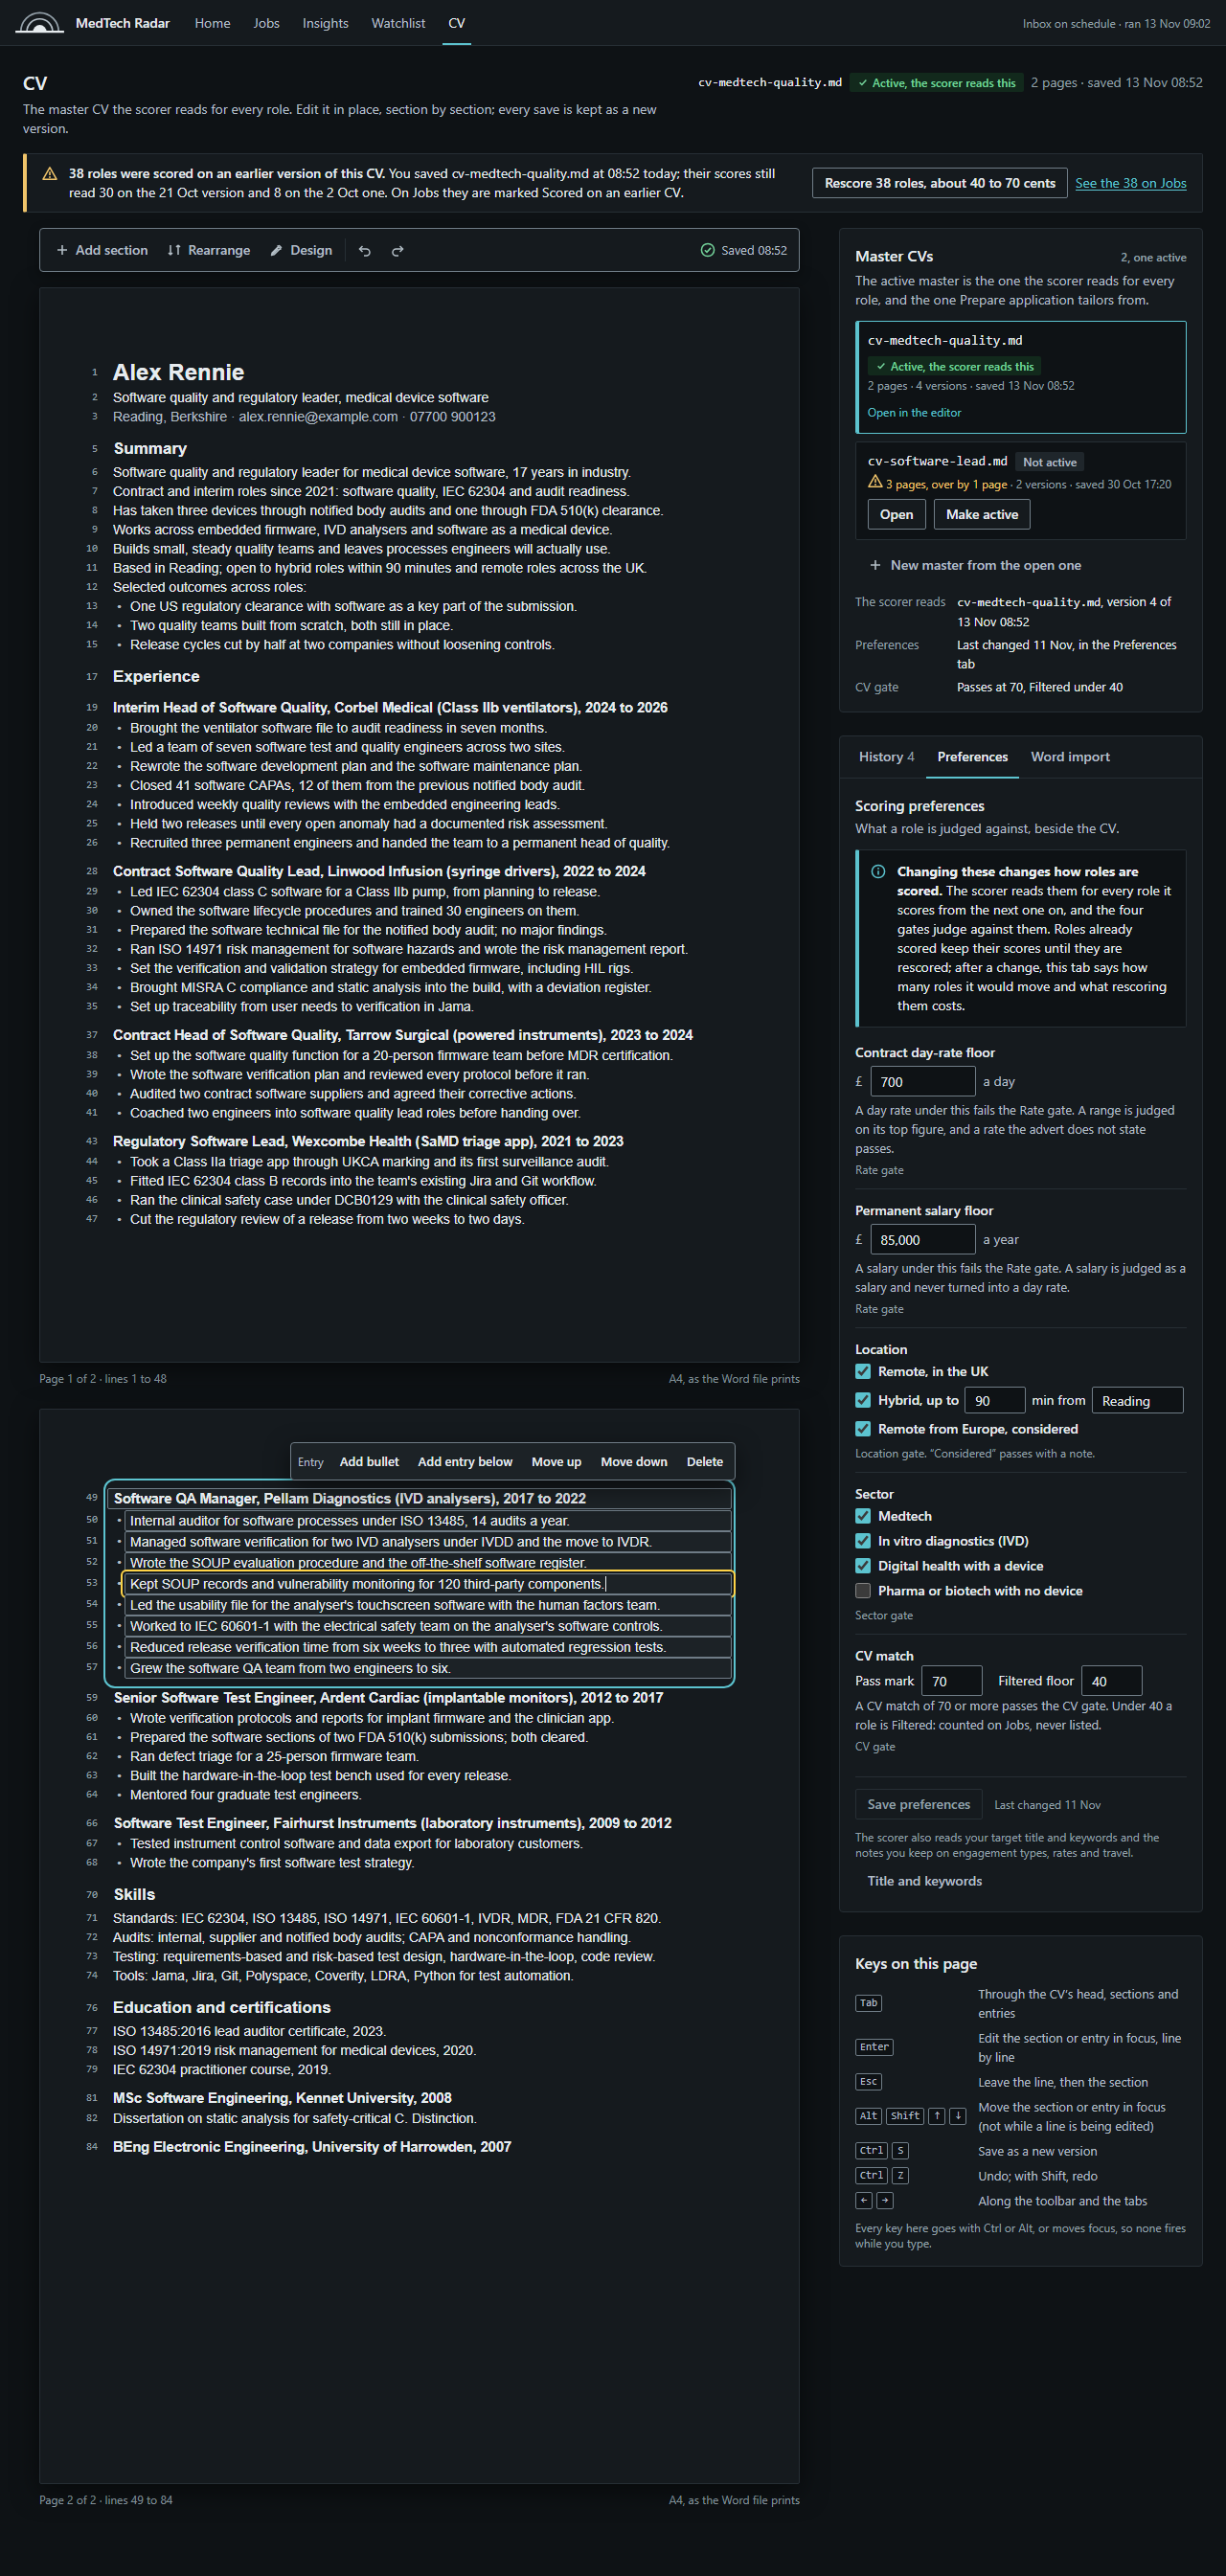 MedTech Radar Home Jobs Insights Watchlist CV
Inbox on schedule · ran 13 Nov 09:02
CV
cv-medtech-quality.md Active, the scorer reads this 2 pages · saved 13 Nov 08:52
The master CV the scorer reads for every role. Edit it in place, section by section; every save is kept as a new
version.
38 roles were scored on an earlier version of this CV. You saved cv-medtech-quality.md at 08:52 today; their scores still
read 30 on the 21 Oct version and 8 on the 2 Oct one. On Jobs they are marked Scored on an earlier CV.
Rescore 38 roles, about 40 to 70 cents See the 38 on Jobs
Add section Rearrange Design Saved 08:52
1 Alex Rennie
2 Software quality and regulatory leader, medical device software
3 Reading, Berkshire · alex.rennie@example.com · 07700 900123
5 Summary
6 Software quality and regulatory leader for medical device software, 17 years in industry.
7 Contract and interim roles since 2021: software quality, IEC 62304 and audit readiness.
8 Has taken three devices through notified body audits and one through FDA 510(k) clearance.
9 Works across embedded firmware, IVD analysers and software as a medical device.
10 Builds small, steady quality teams and leaves processes engineers will actually use.
11 Based in Reading; open to hybrid roles within 90 minutes and remote roles across the UK.
12 Selected outcomes across roles:
13 • One US regulatory clearance with software as a key part of the submission.
14 • Two quality teams built from scratch, both still in place.
15 • Release cycles cut by half at two companies without loosening controls.
17 Experience
19 Interim Head of Software Quality, Corbel Medical (Class IIb ventilators), 2024 to 2026
20 • Brought the ventilator software file to audit readiness in seven months.
21 • Led a team of seven software test and quality engineers across two sites.
22 • Rewrote the software development plan and the software maintenance plan.
23 • Closed 41 software CAPAs, 12 of them from the previous notified body audit.
24 • Introduced weekly quality reviews with the embedded engineering leads.
25 • Held two releases until every open anomaly had a documented risk assessment.
26 • Recruited three permanent engineers and handed the team to a permanent head of quality.
28 Contract Software Quality Lead, Linwood Infusion (syringe drivers), 2022 to 2024
29 • Led IEC 62304 class C software for a Class IIb pump, from planning to release.
30 • Owned the software lifecycle procedures and trained 30 engineers on them.
31 • Prepared the software technical file for the notified body audit; no major findings.
32 • Ran ISO 14971 risk management for software hazards and wrote the risk management report.
33 • Set the verification and validation strategy for embedded firmware, including HIL rigs.
34 • Brought MISRA C compliance and static analysis into the build, with a deviation register.
35 • Set up traceability from user needs to verification in Jama.
37 Contract Head of Software Quality, Tarrow Surgical (powered instruments), 2023 to 2024
38 • Set up the software quality function for a 20-person firmware team before MDR certification.
39 • Wrote the software verification plan and reviewed every protocol before it ran.
40 • Audited two contract software suppliers and agreed their corrective actions.
41 • Coached two engineers into software quality lead roles before handing over.
43 Regulatory Software Lead, Wexcombe Health (SaMD triage app), 2021 to 2023
44 • Took a Class IIa triage app through UKCA marking and its first surveillance audit.
45 • Fitted IEC 62304 class B records into the team's existing Jira and Git workflow.
46 • Ran the clinical safety case under DCB0129 with the clinical safety officer.
47 • Cut the regulatory review of a release from two weeks to two days.
Page 1 of 2 · lines 1 to 48 A4, as the Word file prints
Entry Add bullet Add entry below Move up Move down Delete
49 Software QA Manager, Pellam Diagnostics (IVD analysers), 2017 to 2022
50 • Internal auditor for software processes under ISO 13485, 14 audits a year.
51 • Managed software verification for two IVD analysers under IVDD and the move to IVDR.
52 • Wrote the SOUP evaluation procedure and the off-the-shelf software register.
53 • Kept SOUP records and vulnerability monitoring for 120 third-party components.
54 • Led the usability file for the analyser's touchscreen software with the human factors team.
55 • Worked to IEC 60601-1 with the electrical safety team on the analyser's software controls.
56 • Reduced release verification time from six weeks to three with automated regression tests.
57 • Grew the software QA team from two engineers to six.
59 Senior Software Test Engineer, Ardent Cardiac (implantable monitors), 2012 to 2017
60 • Wrote verification protocols and reports for implant firmware and the clinician app.
61 • Prepared the software sections of two FDA 510(k) submissions; both cleared.
62 • Ran defect triage for a 25-person firmware team.
63 • Built the hardware-in-the-loop test bench used for every release.
64 • Mentored four graduate test engineers.
66 Software Test Engineer, Fairhurst Instruments (laboratory instruments), 2009 to 2012
67 • Tested instrument control software and data export for laboratory customers.
68 • Wrote the company's first software test strategy.
70 Skills
71 Standards: IEC 62304, ISO 13485, ISO 14971, IEC 60601-1, IVDR, MDR, FDA 21 CFR 820.
72 Audits: internal, supplier and notified body audits; CAPA and nonconformance handling.
73 Testing: requirements-based and risk-based test design, hardware-in-the-loop, code review.
74 Tools: Jama, Jira, Git, Polyspace, Coverity, LDRA, Python for test automation.
76 Education and certifications
77 ISO 13485:2016 lead auditor certificate, 2023.
78 ISO 14971:2019 risk management for medical devices, 2020.
79 IEC 62304 practitioner course, 2019.
81 MSc Software Engineering, Kennet University, 2008
82 Dissertation on static analysis for safety-critical C. Distinction.
84 BEng Electronic Engineering, University of Harrowden, 2007
Page 2 of 2 · lines 49 to 84 A4, as the Word file prints
Master CVs 2, one active
The active master is the one the scorer reads for every
role, and the one Prepare application tailors from.
cv-medtech-quality.md
Active, the scorer reads this
2 pages · 4 versions · saved 13 Nov 08:52
Open in the editor
cv-software-lead.md Not active
3 pages, over by 1 page · 2 versions · saved 30 Oct 17:20
Open Make active
New master from the open one
The scorer reads cv-medtech-quality.md, version 4 of
13 Nov 08:52
Preferences Last changed 11 Nov, in the Preferences
tab
CV gate Passes at 70, Filtered under 40
History 4 Preferences Word import
Scoring preferences
What a role is judged against, beside the CV.
Changing these changes how roles are
scored. The scorer reads them for every role it
scores from the next one on, and the four
gates judge against them. Roles already
scored keep their scores until they are
rescored; after a change, this tab says how
many roles it would move and what rescoring
them costs.
Contract day-rate floor
£ 700 a day
A day rate under this fails the Rate gate. A range is judged
on its top figure, and a rate the advert does not state
passes.
Rate gate
Permanent salary floor
£ 85,000 a year
A salary under this fails the Rate gate. A salary is judged as a
salary and never turned into a day rate.
Rate gate
Location
Remote, in the UK
Hybrid, up to 90 min from Reading
Remote from Europe, considered
Location gate. “Considered” passes with a note.
Sector
Medtech
In vitro diagnostics (IVD)
Digital health with a device
Pharma or biotech with no device
Sector gate
CV match
Pass mark 70 Filtered floor 40
A CV match of 70 or more passes the CV gate. Under 40 a
role is Filtered: counted on Jobs, never listed.
CV gate
Save preferences Last changed 11 Nov
The scorer also reads your target title and keywords and the
notes you keep on engagement types, rates and travel.
Title and keywords
Keys on this page
Tab Through the CV's head, sections and
entries
Enter Edit the section or entry in focus, line
by line
Esc Leave the line, then the section
Alt Shift ↑ ↓ Move the section or entry in focus
(not while a line is being edited)
Ctrl S Save as a new version
Ctrl Z Undo; with Shift, redo
← → Along the toolbar and the tabs
Every key here goes with Ctrl or Alt, or moves focus, so none fires
while you type.